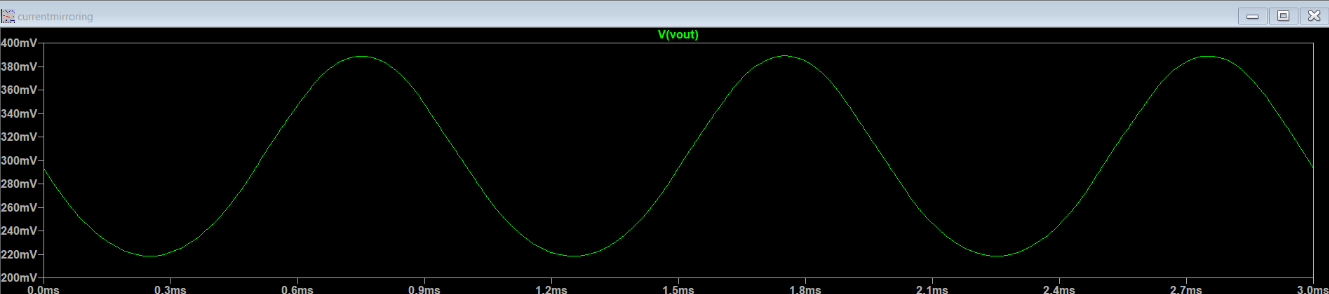 currentmirroring
V(vout)
400mV
380mV
360mV
340mV
320mV
300mV
280mV
260mV
240mV
220mV
200mV
0.0ms 0.3ms 0.6ms 0.9ms 1.2ms 1.5ms 1.8ms 2.1ms 2.4ms 2.7ms 3.0ms